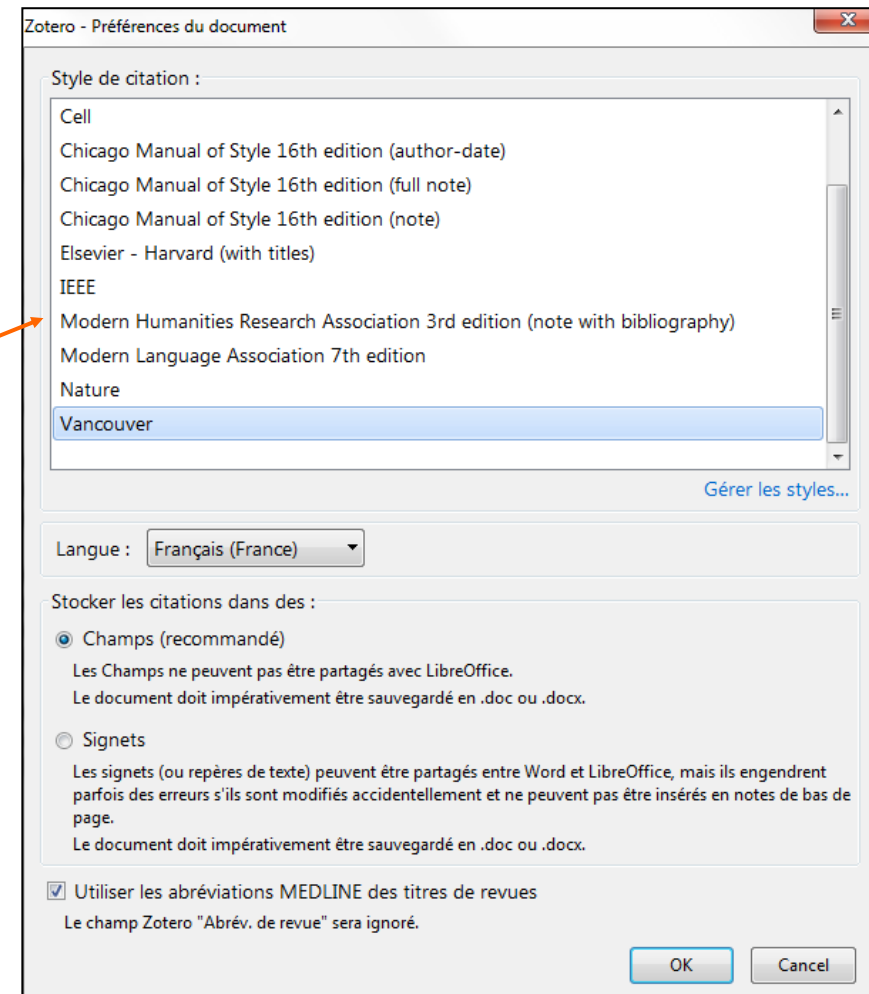 Zotero - Préférences du document
Style de citation :
Cell
Chicago Manual of Style 16th edition (author-date)
Chicago Manual of Style 16th edition (full note)
Chicago Manual of Style 16th edition (note)
Elsevier - Harvard (with titles)
IEEE
Modern Humanities Research Association 3rd edition (note with bibliography)
Modern Language Association 7th edition
Nature
Vancouver
Gérer les styles...
Langue : Français (France)
Stocker les citations dans des :
Champs (recommandé)
Les Champs ne peuvent pas être partagés avec LibreOffice.
Le document doit impérativement être sauvegardé en .doc ou .docx.
Signets
Les signets (ou repères de texte) peuvent être partagés entre Word et LibreOffice, mais ils engendrent
parfois des erreurs s'ils sont modifiés accidentellement et ne peuvent pas être insérés en notes de bas de
page.
Le document doit impérativement être sauvegardé en .doc ou .docx.
Utiliser les abréviations MEDLINE des titres de revues
Le champ Zotero "Abrév. de revue" sera ignoré.
OK Cancel